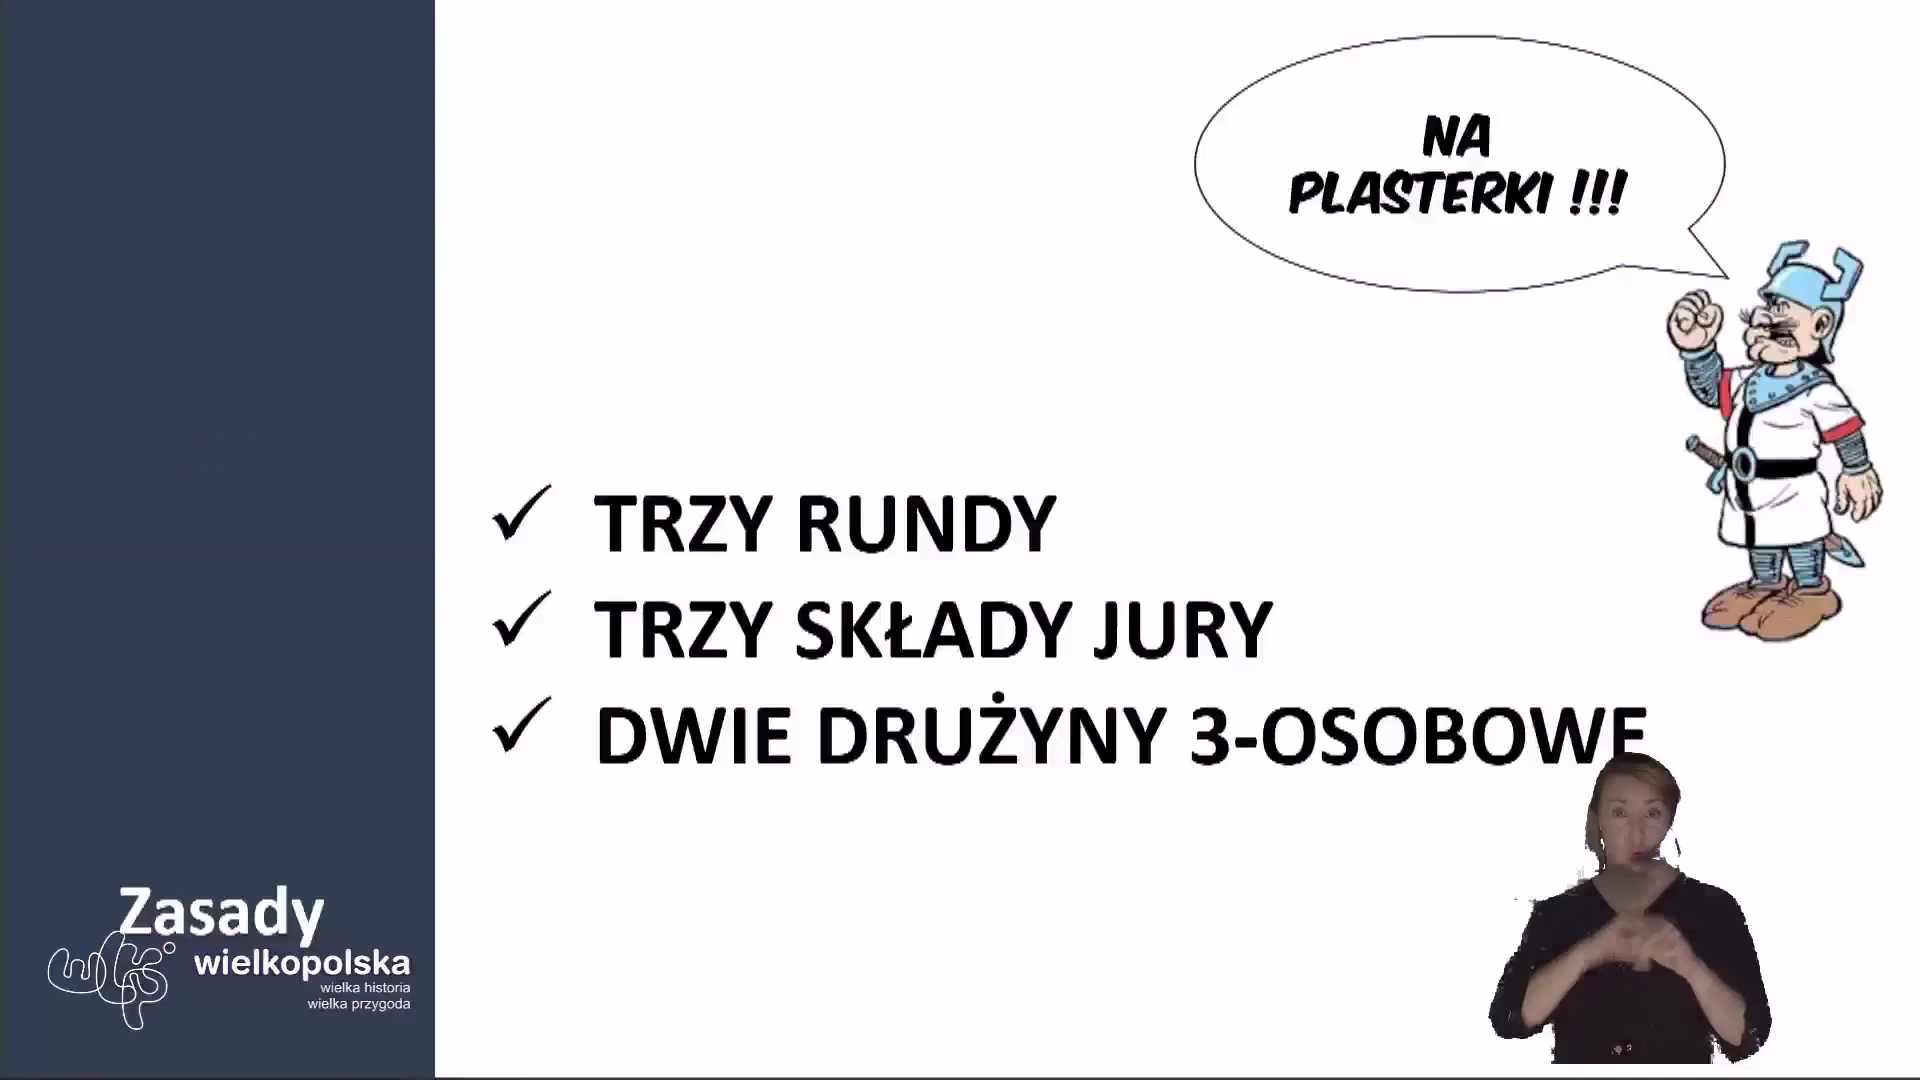 NA
PLASTERKI !!!
TRZY RUNDY
TRZY SKŁADY JURY
DWIE DRUŻYNY 3-OSOBOWE
Zasady
wielkopolska
wielka historia
wielka przygoda